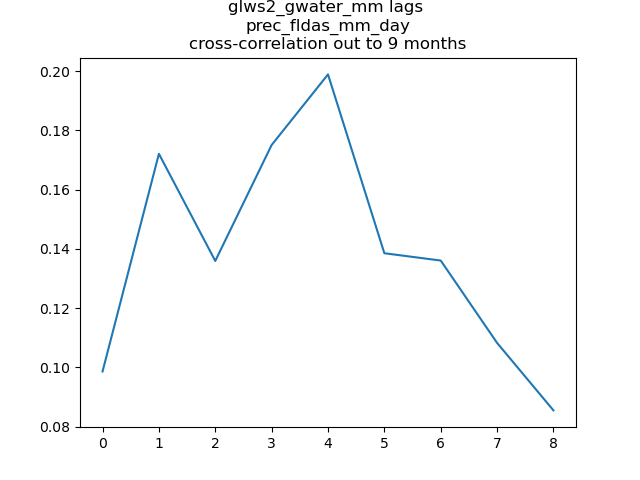 glws2_gwater_mm lags
prec_fldas_mm_day
cross-correlation out to 9 months
0.20
0.18
0.16
0.14
0.12
0.10
0.08
0 1 2 3 4 5 6 7 8